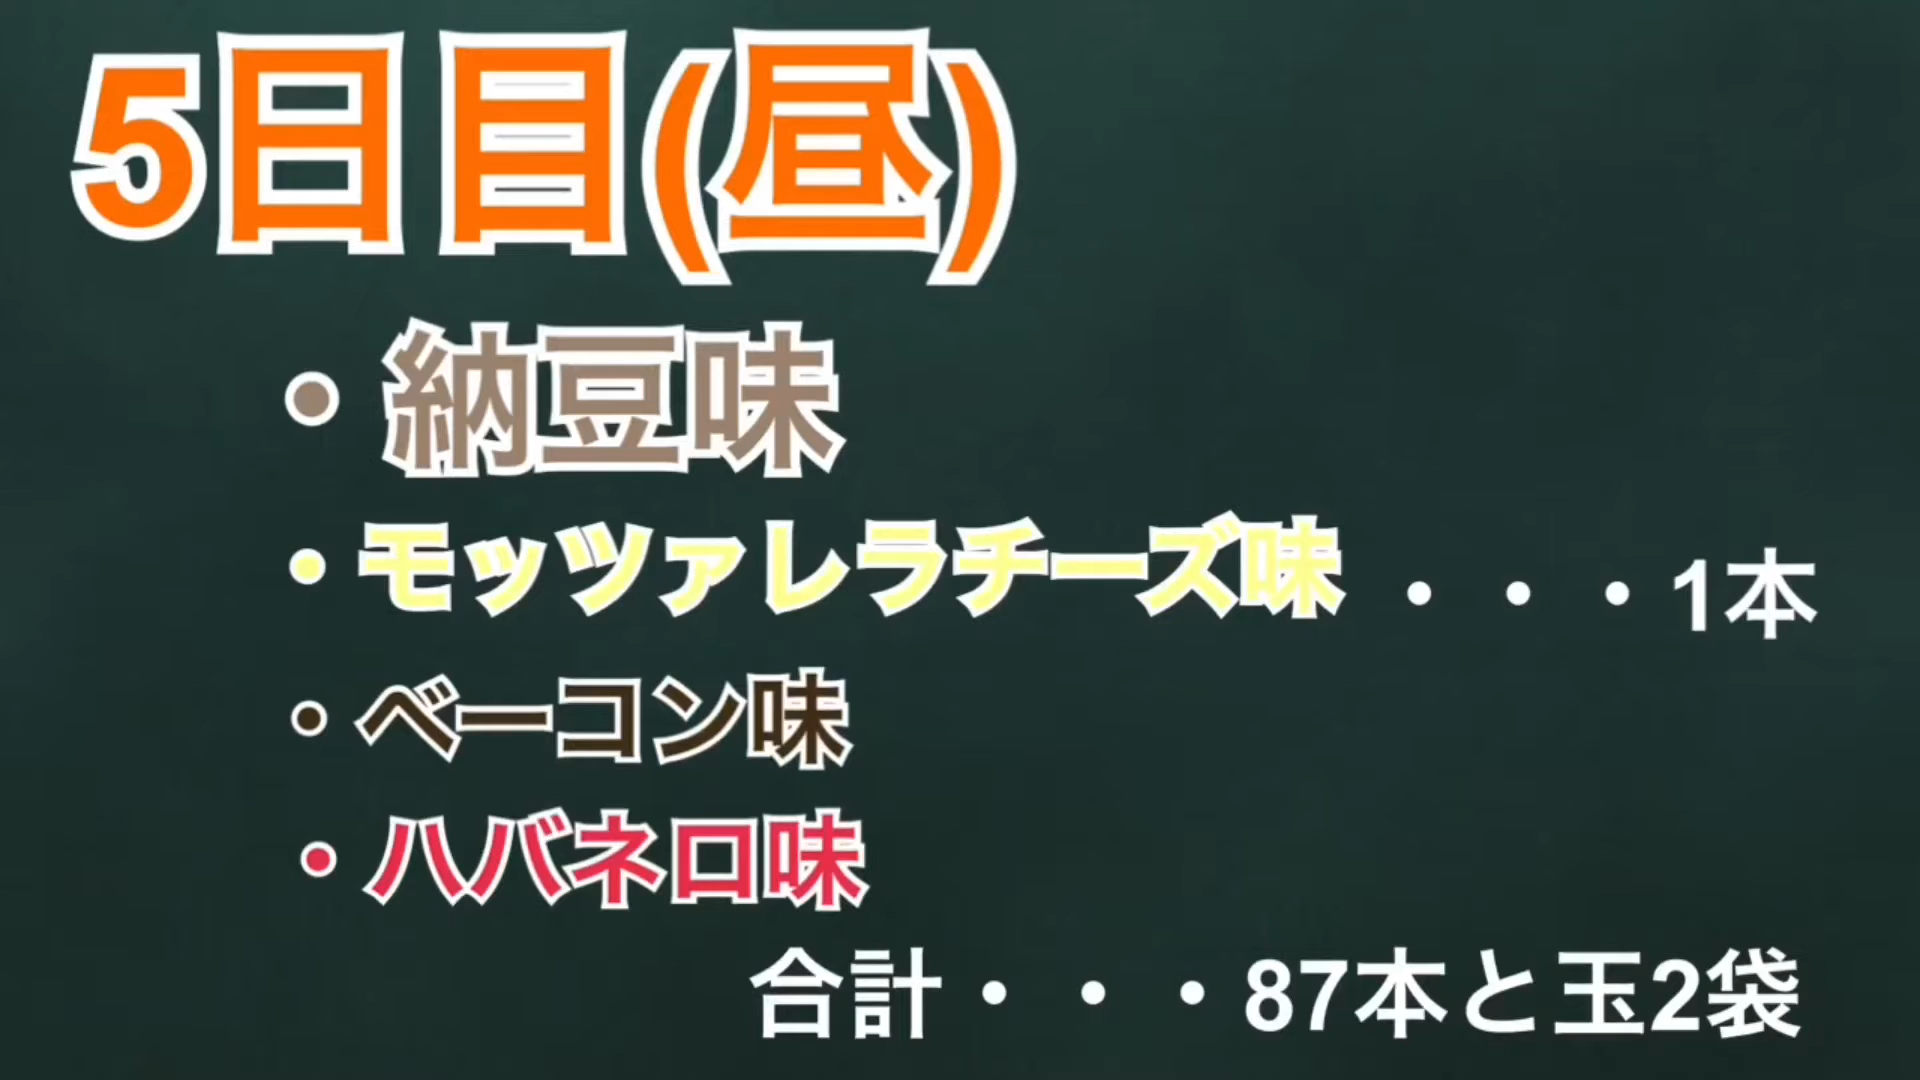 5日目(昼)
・納豆味
・モッツァレラチーズ味・・・1本
・ベーコン味
・ハバネロ味
合計・・・87本と玉2袋